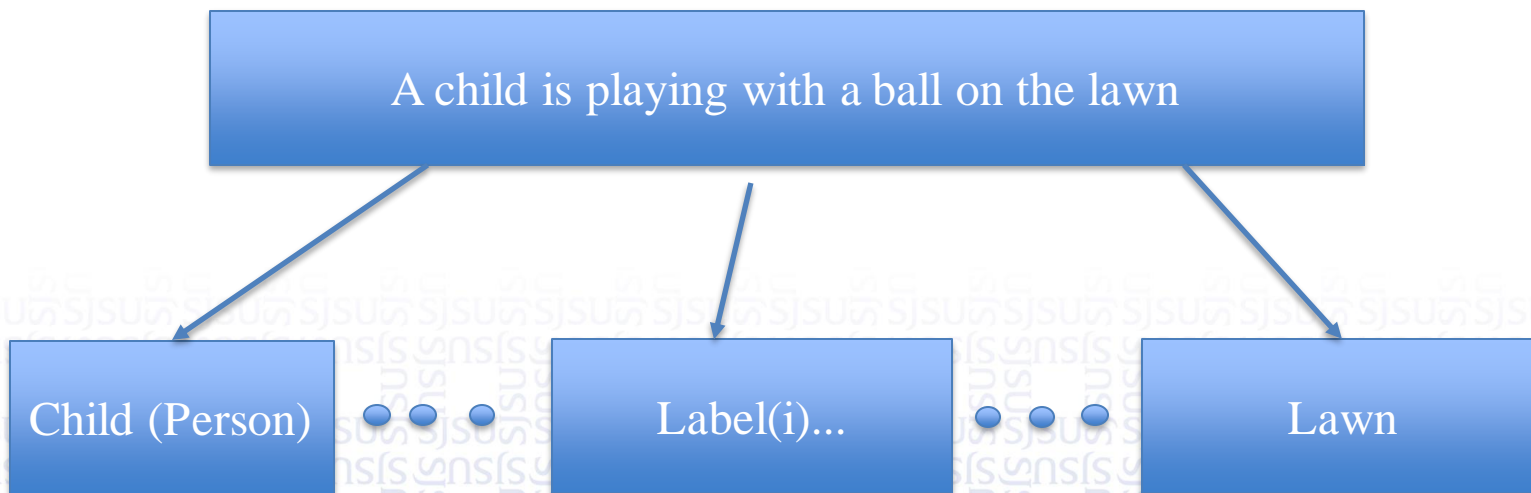 A child is playing with a ball on the lawn
Child (Person)
Label(i)...
Lawn